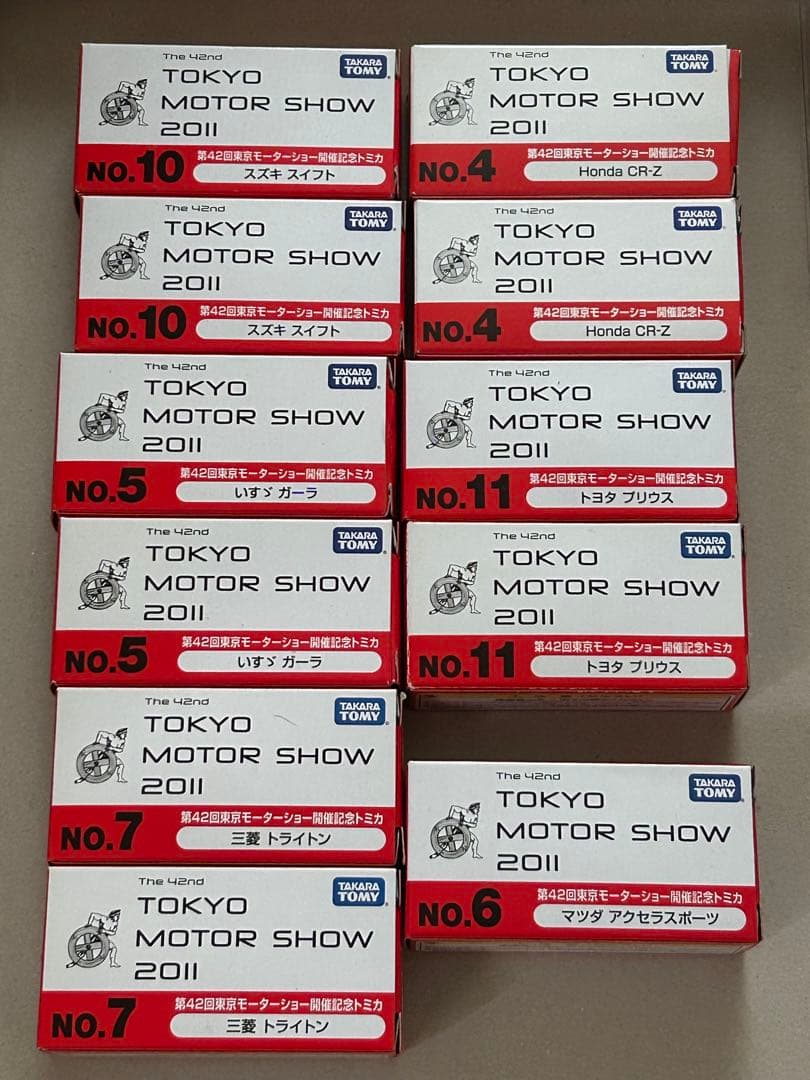 The 42nd
TOKYO
MOTOR SHOW
2011
TAKARA
TOMY
NO.10
第42回東京モーターショー開催記念トミカ
スズキ スイフト
The 42nd
TOKYO
MOTOR SHOW
2011
TAKARA
TOMY
NO.10
第42回東京モーターショー開催記念トミカ
スズキ スイフト
The 42nd
TOKYO
MOTOR SHOW
2011
TAKARA
TOMY
NO.5
第42回東京モーターショー開催記念トミカ
いすゞ ガーラ
The 42nd
TOKYO
MOTOR SHOW
2011
TAKARA
TOMY
NO.5
第42回東京モーターショー開催記念トミカ
いすゞ ガーラ
The 42nd
TOKYO
MOTOR SHOW
2011
TAKARA
TOMY
NO.7
第42回東京モーターショー開催記念トミカ
三菱 トライトン
The 42nd
TOKYO
MOTOR SHOW
2011
TAKARA
TOMY
NO.7
第42回東京モーターショー開催記念トミカ
三菱 トライトン
The 42nd
TOKYO
MOTOR SHOW
2011
TAKARA
TOMY
NO.4
第42回東京モーターショー開催記念トミカ
Honda CR-Z
The 42nd
TOKYO
MOTOR SHOW
2011
TAKARA
TOMY
NO.4
第42回東京モーターショー開催記念トミカ
Honda CR-Z
The 42nd
TOKYO
MOTOR SHOW
2011
TAKARA
TOMY
NO.11
第42回東京モーターショー開催記念トミカ
トヨタ プリウス
The 42nd
TOKYO
MOTOR SHOW
2011
TAKARA
TOMY
NO.11
第42回東京モーターショー開催記念トミカ
トヨタ プリウス
The 42nd
TOKYO
MOTOR SHOW
2011
TAKARA
TOMY
NO.6
第42回東京モーターショー開催記念トミカ
マツダ アクセラスポーツ